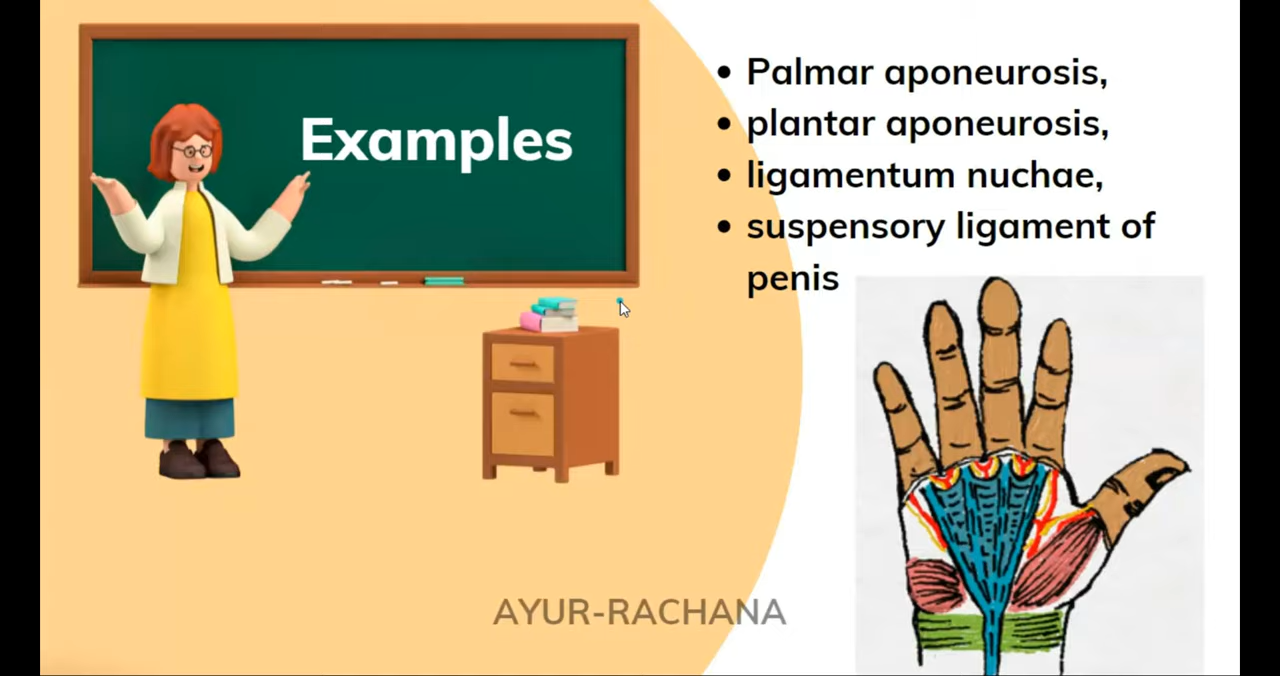 Examples
• Palmar aponeurosis,
• plantar aponeurosis,
• ligamentum nuchae,
• suspensory ligament of
penis
AYUR-RACHANA